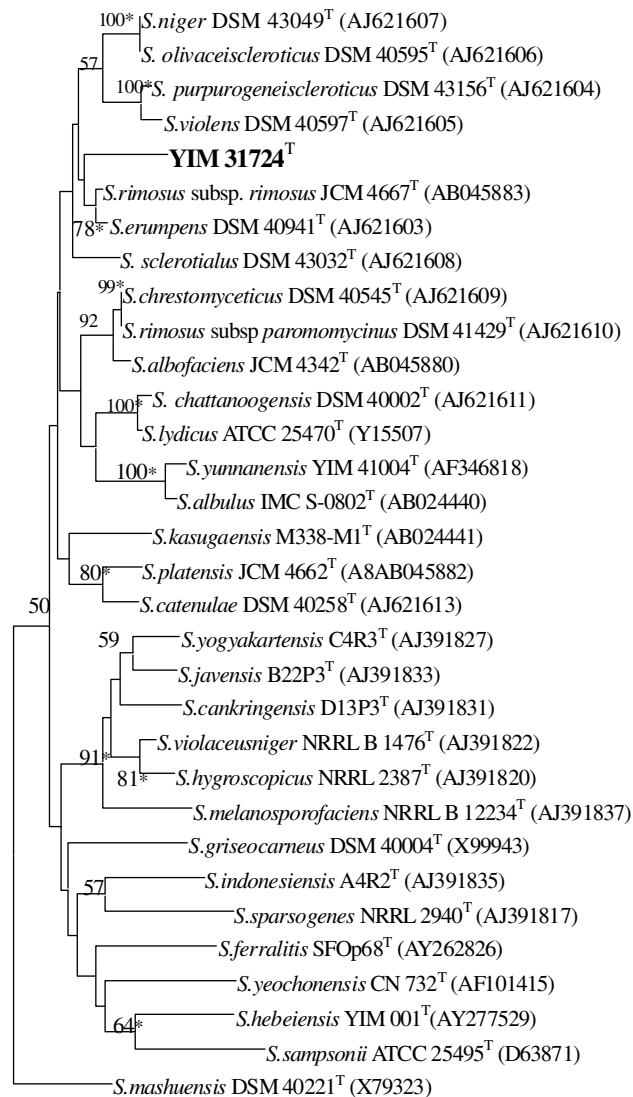 100* S.niger DSM 43049T (AJ621607)
S. olivaceiscleroticus DSM 40595T (AJ621606)
57
100* S. purpurogeneiscleroticus DSM 43156T (AJ621604)
S.violens DSM 40597T (AJ621605)
YIM 31724T
S.rimosus subsp. rimosus JCM 4667T (AB045883)
78* S.erumpens DSM 40941T (AJ621603)
S. sclerotialus DSM 43032T (AJ621608)
99* S.chrestomyceticus DSM 40545T (AJ621609)
92 S.rimosus subsp paromomycinus DSM 41429T (AJ621610)
S.albofaciens JCM 4342T (AB045880)
100* S. chattanoogensis DSM 40002T (AJ621611)
S.lydicus ATCC 25470T (Y15507)
100* S.yunnanensis YIM 41004T (AF346818)
S.albulus IMC S-0802T (AB024440)
S.kasugaensis M338-M1T (AB024441)
80* S.platensis JCM 4662T (A8AB045882)
S.catenulae DSM 40258T (AJ621613)
50
59 S.yogyakartensis C4R3T (AJ391827)
S.javensis B22P3T (AJ391833)
S.cankringensis D13P3T (AJ391831)
S.violaceusniger NRRL B 1476T (AJ391822)
91*
81* S.hygroscopicus NRRL 2387T (AJ391820)
S.melanosporofaciens NRRL B 12234T (AJ391837)
S.griseocarneus DSM 40004T (X99943)
57 S.indonesiensis A4R2T (AJ391835)
S.sparsogenes NRRL 2940T (AJ391817)
S.ferralitis SFOp68T (AY262826)
S.yeochonensis CN 732T (AF101415)
64* S.hebeiensis YIM 001T(AY277529)
S.sampsonii ATCC 25495T (D63871)
S.mashuensis DSM 40221T (X79323)